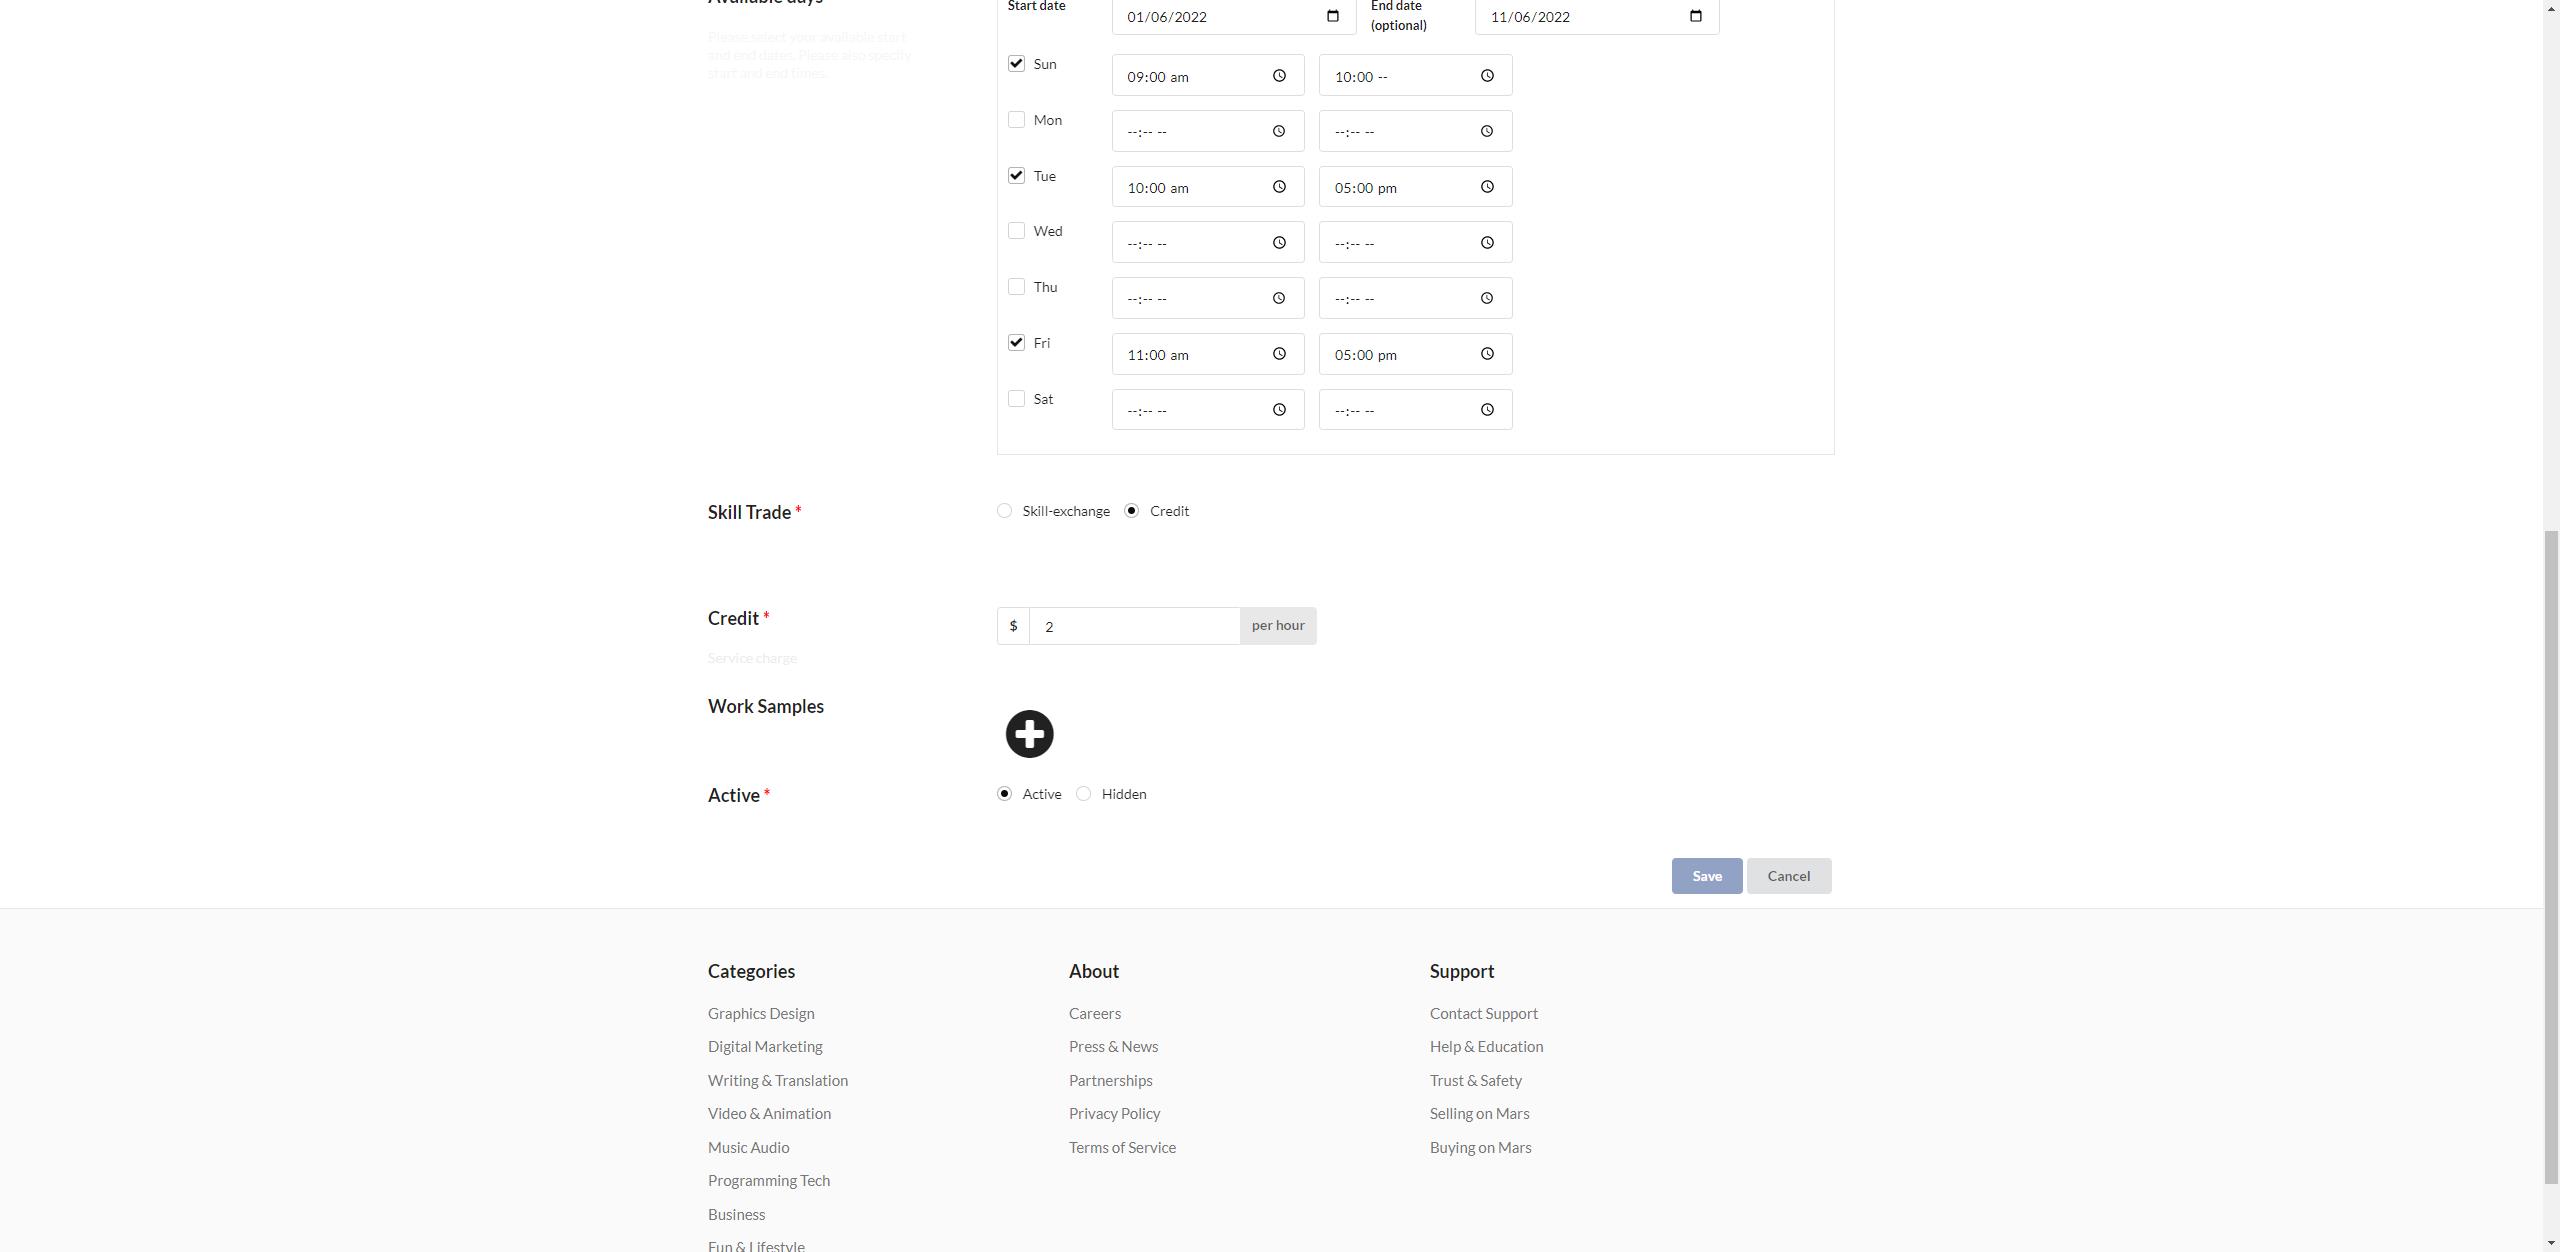 Available days
Start date 01/06/2022 End date (optional) 11/06/2022
Please select your available start
and end dates. Please also specify
start and end times.
Sun 09:00 am 10:00 --
Mon --:-- -- --:-- --
Tue 10:00 am 05:00 pm
Wed --:-- -- --:-- --
Thu --:-- -- --:-- --
Fri 11:00 am 05:00 pm
Sat --:-- -- --:-- --
Skill Trade * Skill-exchange Credit
Credit * $ 2 per hour
Service charge
Work Samples
Active * Active Hidden
Save Cancel
Categories
Graphics Design
Digital Marketing
Writing & Translation
Video & Animation
Music Audio
Programming Tech
Business
Fun & Lifestyle
About
Careers
Press & News
Partnerships
Privacy Policy
Terms of Service
Support
Contact Support
Help & Education
Trust & Safety
Selling on Mars
Buying on Mars